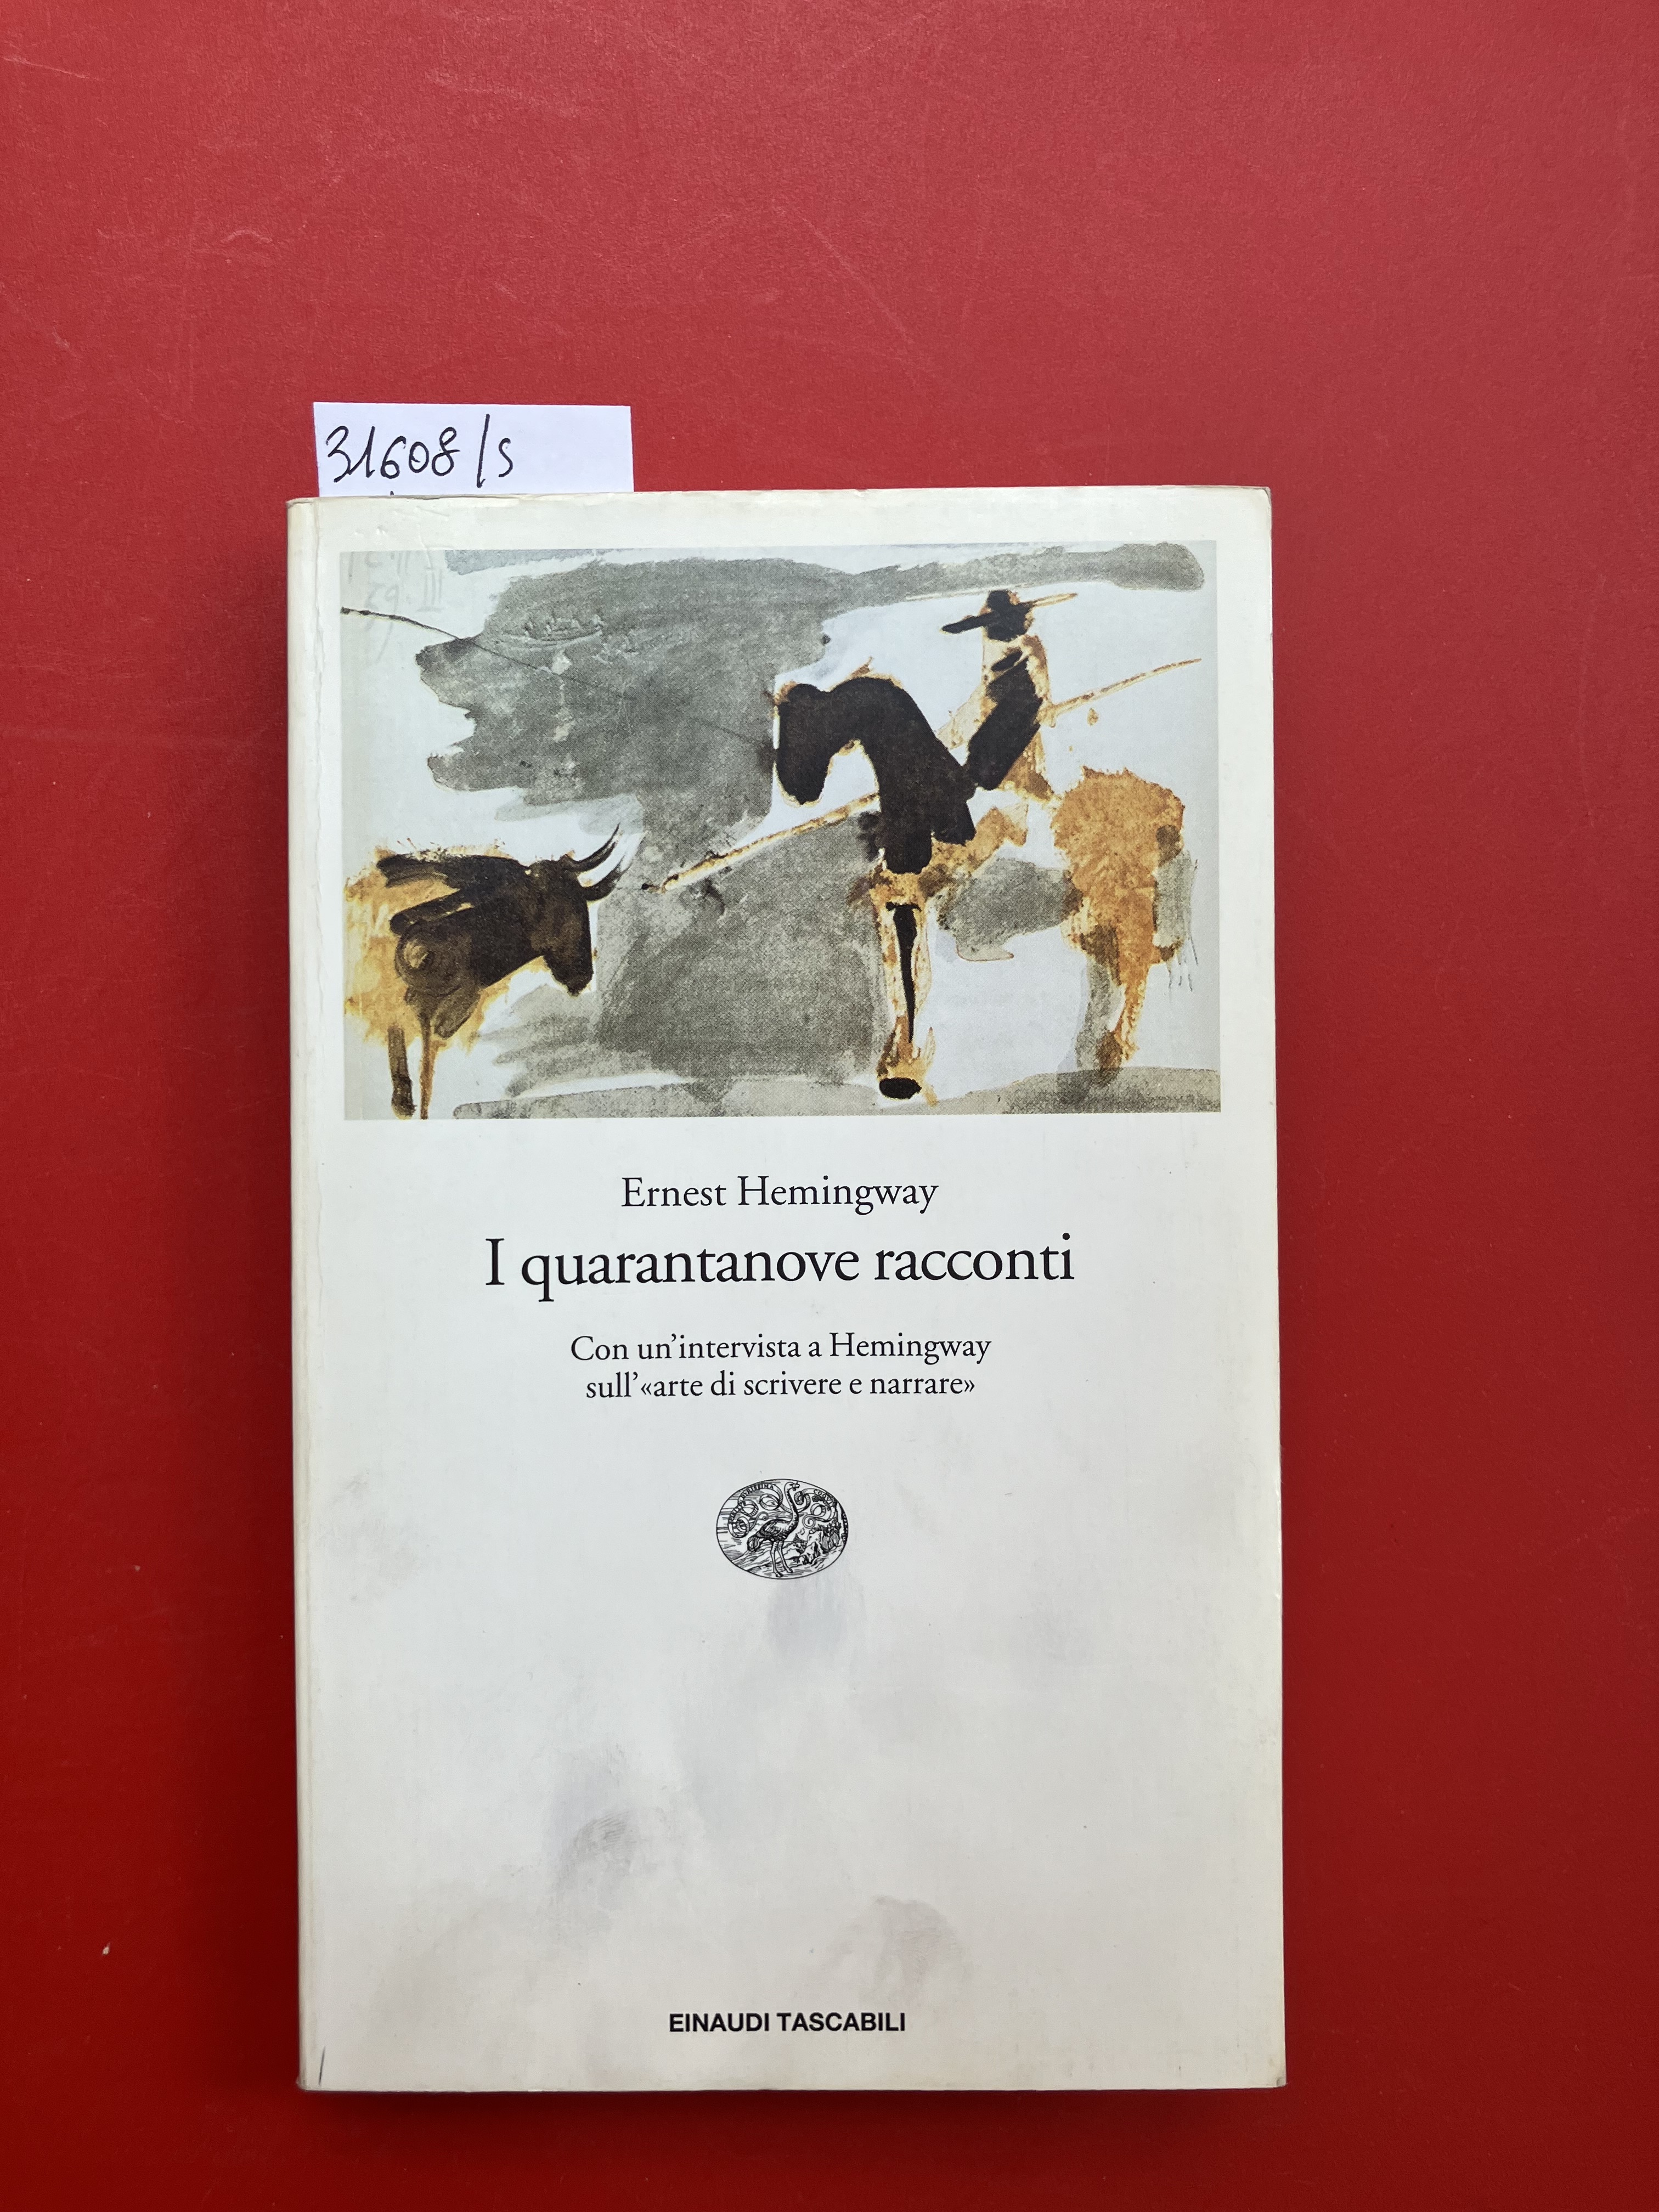 31608/s
Ernest Hemingway
I quarantanove racconti
Con un'intervista a Hemingway
sull'«arte di scrivere e narrare»
EINAUDI TASCABILI